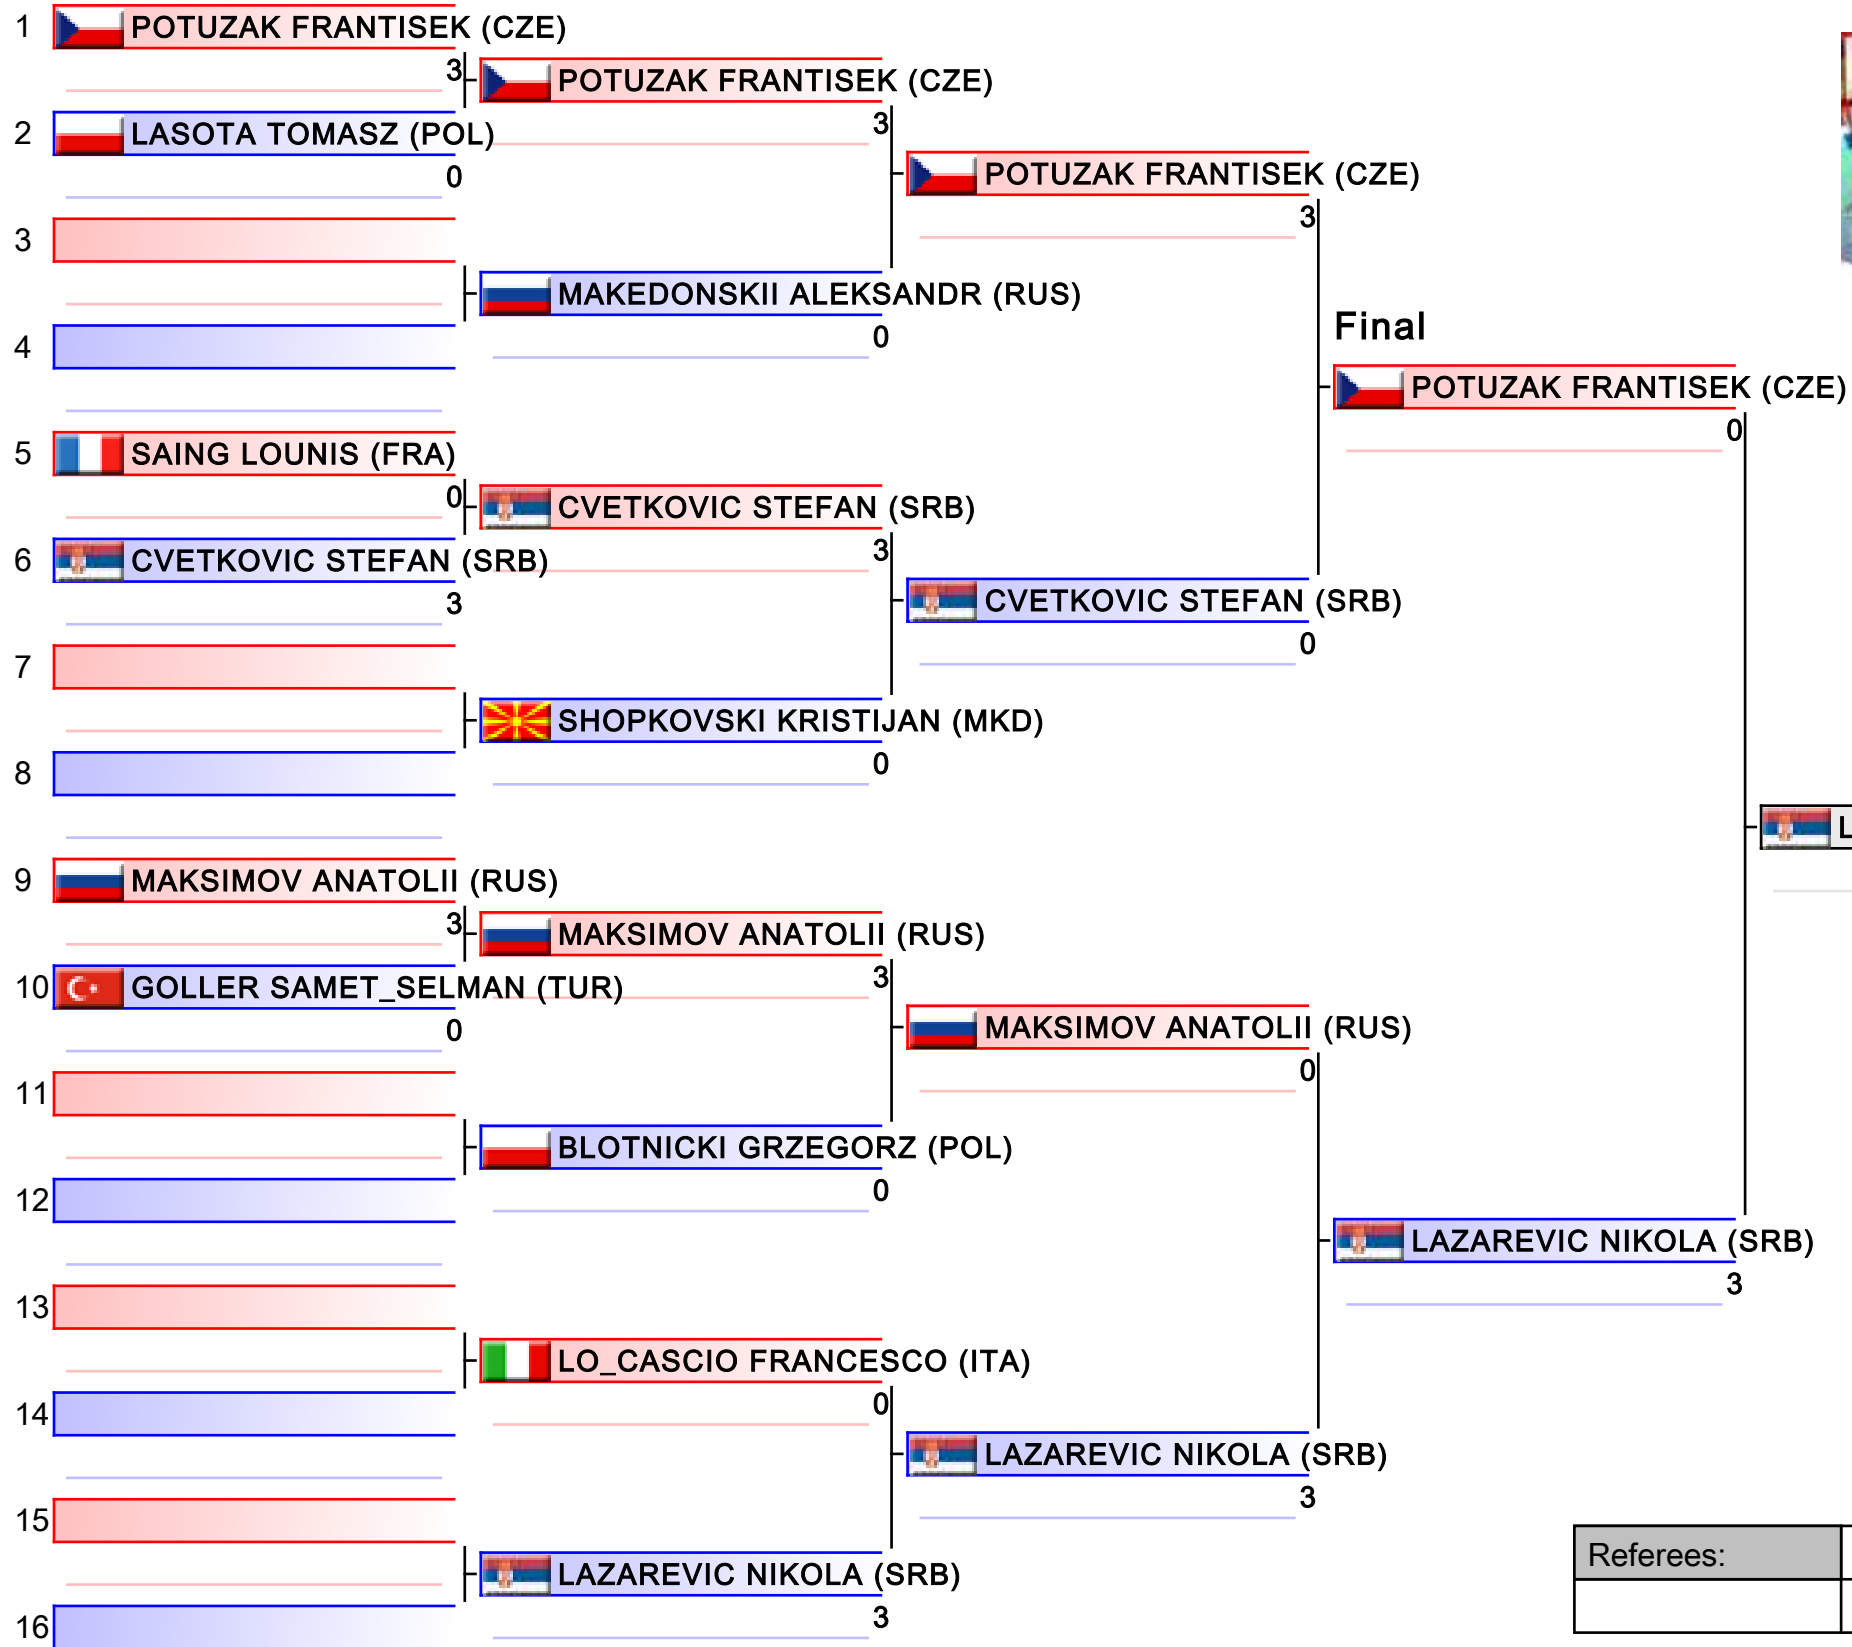 1 POTUZAK FRANTISEK (CZE)
3 POTUZAK FRANTISEK (CZE)
3
2 LASOTA TOMASZ (POL)
0
POTUZAK FRANTISEK (CZE)
3
3
MAKEDONSKII ALEKSANDR (RUS)
0
4
Final
POTUZAK FRANTISEK (CZE)
0
5 SAING LOUNIS (FRA)
0 CVETKOVIC STEFAN (SRB)
3
6 CVETKOVIC STEFAN (SRB)
3
CVETKOVIC STEFAN (SRB)
0
7
SHOPKOVSKI KRISTIJAN (MKD)
0
8
L
9 MAKSIMOV ANATOLII (RUS)
3 MAKSIMOV ANATOLII (RUS)
3
10 GOLLER SAMET_SELMAN (TUR)
0
MAKSIMOV ANATOLII (RUS)
0
11
BLOTNICKI GRZEGORZ (POL)
0
12
LAZAREVIC NIKOLA (SRB)
3
13
LO_CASCIO FRANCESCO (ITA)
0
14
LAZAREVIC NIKOLA (SRB)
3
15
LAZAREVIC NIKOLA (SRB)
3
16
Referees: